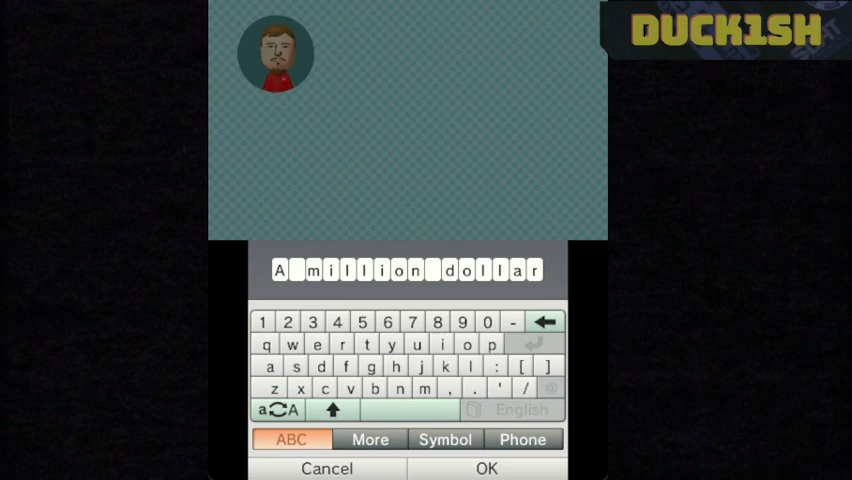 DUCK1SH
A million dollar
1 2 3 4 5 6 7 8 9 0 -
q w e r t y u i o p
a s d f g h j k l : [ ]
z x c v b n m , . ' / @
a A English
ABC More Symbol Phone
Cancel OK